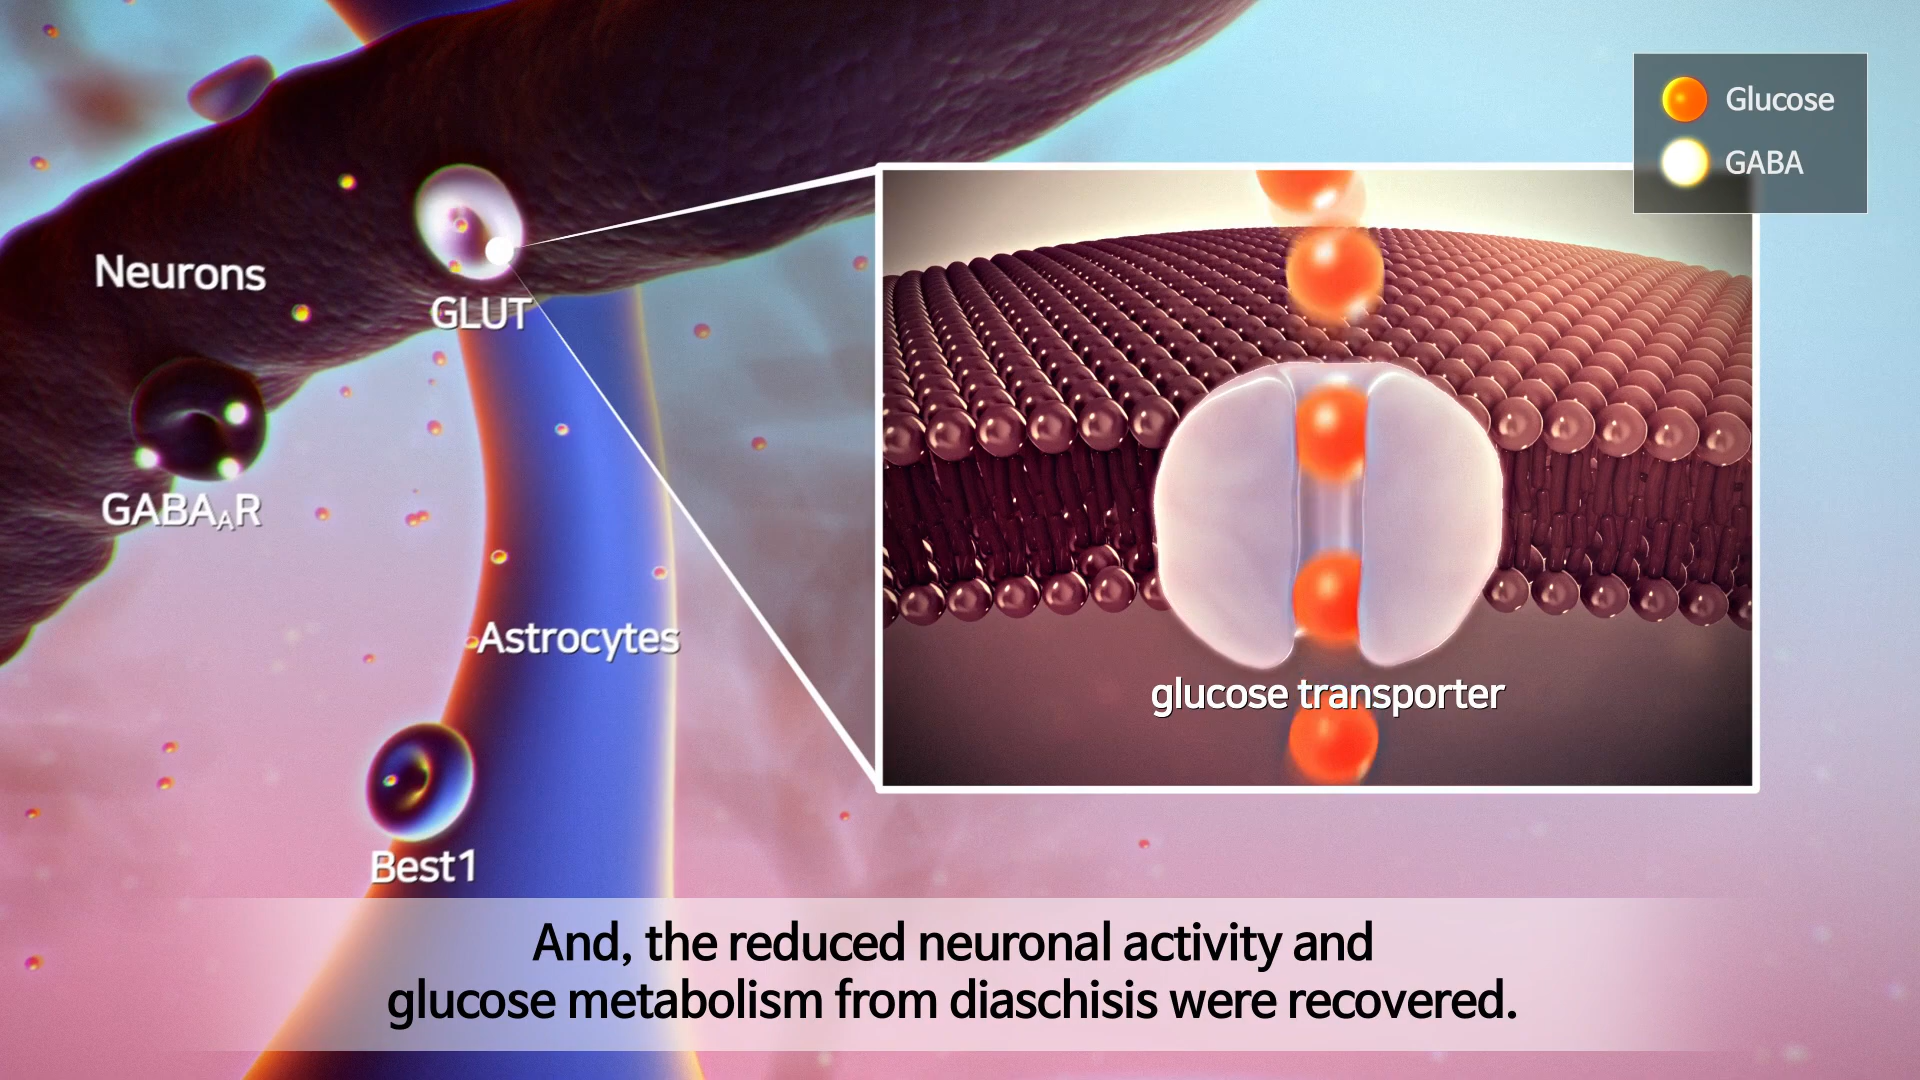 Glucose
GABA
Neurons
GLUT
GABAAR
Astrocytes
glucose transporter
Best1
And, the reduced neuronal activity and
glucose metabolism from diaschisis were recovered.